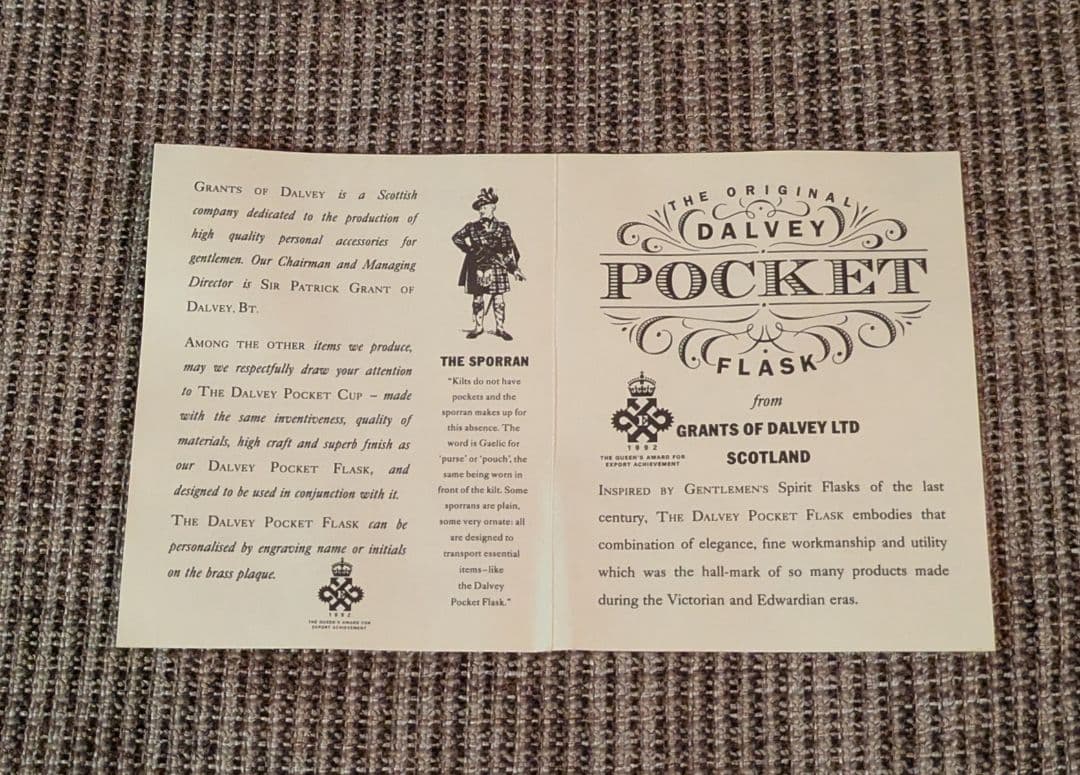 GRANTS OF DALVEY is a Scottish
company dedicated to the production of
high quality personal accessories for
gentlemen. Our Chairman and Managing
Director is SIR PATRICK GRANT OF
DALVEY, BT.
AMONG THE OTHER items we produce,
may we respectfully draw your attention
to THE DALVEY POCKET CUP – made
with the same inventiveness, quality of
materials, high craft and superb finish as
our DALVEY POCKET FLASK, and
designed to be used in conjunction with it.
THE DALVEY POCKET FLASK can be
personalised by engraving name or initials
on the brass plaque.
E
1992
THE QUEEN'S AWARD FOR
EXPORT ACHIEVEMENT
THE SPORRAN
"Kilts do not have
pockets and the
sporran makes up for
this absence. The
word is Gaelic for
'purse' or 'pouch', the
same being worn in
front of the kilt. Some
sporrans are plain,
some very ornate: all
are designed to
transport essential
items–like
the Dalvey
Pocket Flask."
THE ORIGINAL
DALVEY
POCKET
FLASK
from
GRANTS OF DALVEY LTD
SCOTLAND
E
1992
THE QUEEN'S AWARD FOR
EXPORT ACHIEVEMENT
INSPIRED BY GENTLEMEN'S Spirit Flasks of the last
century, THE DALVEY POCKET FLASK embodies that
combination of elegance, fine workmanship and utility
which was the hall-mark of so many products made
during the Victorian and Edwardian eras.